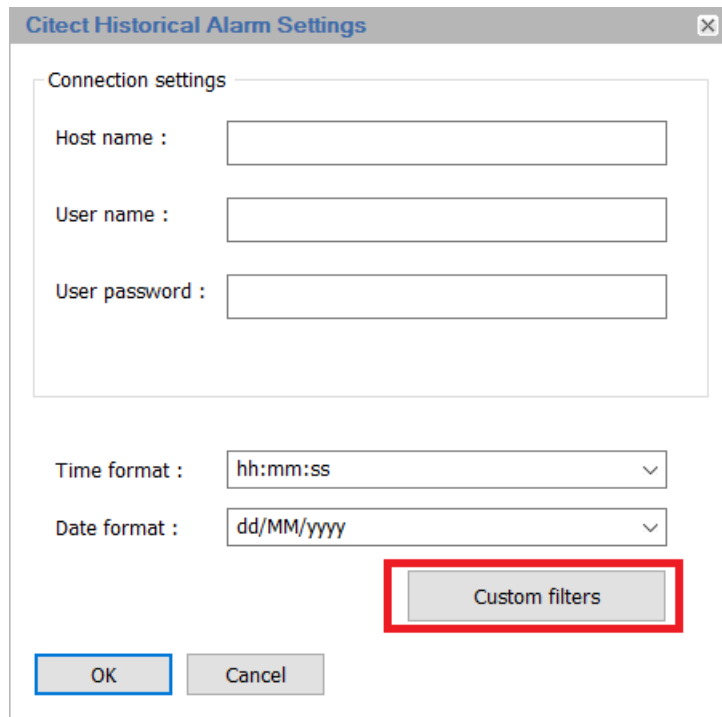 Citect Historical Alarm Settings
Connection settings
Host name :
User name :
User password :
Time format : hh:mm:ss
Date format : dd/MM/yyyy
Custom filters
OK Cancel